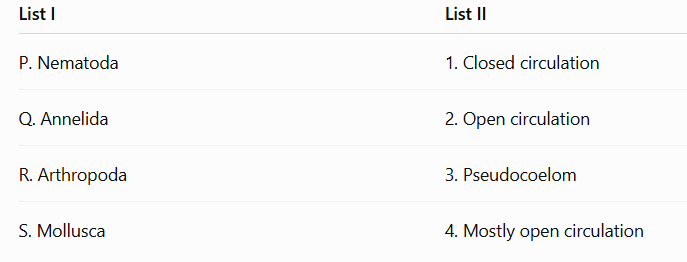 List I List II
P. Nematoda 1. Closed circulation
Q. Annelida 2. Open circulation
R. Arthropoda 3. Pseudocoelom
S. Mollusca 4. Mostly open circulation